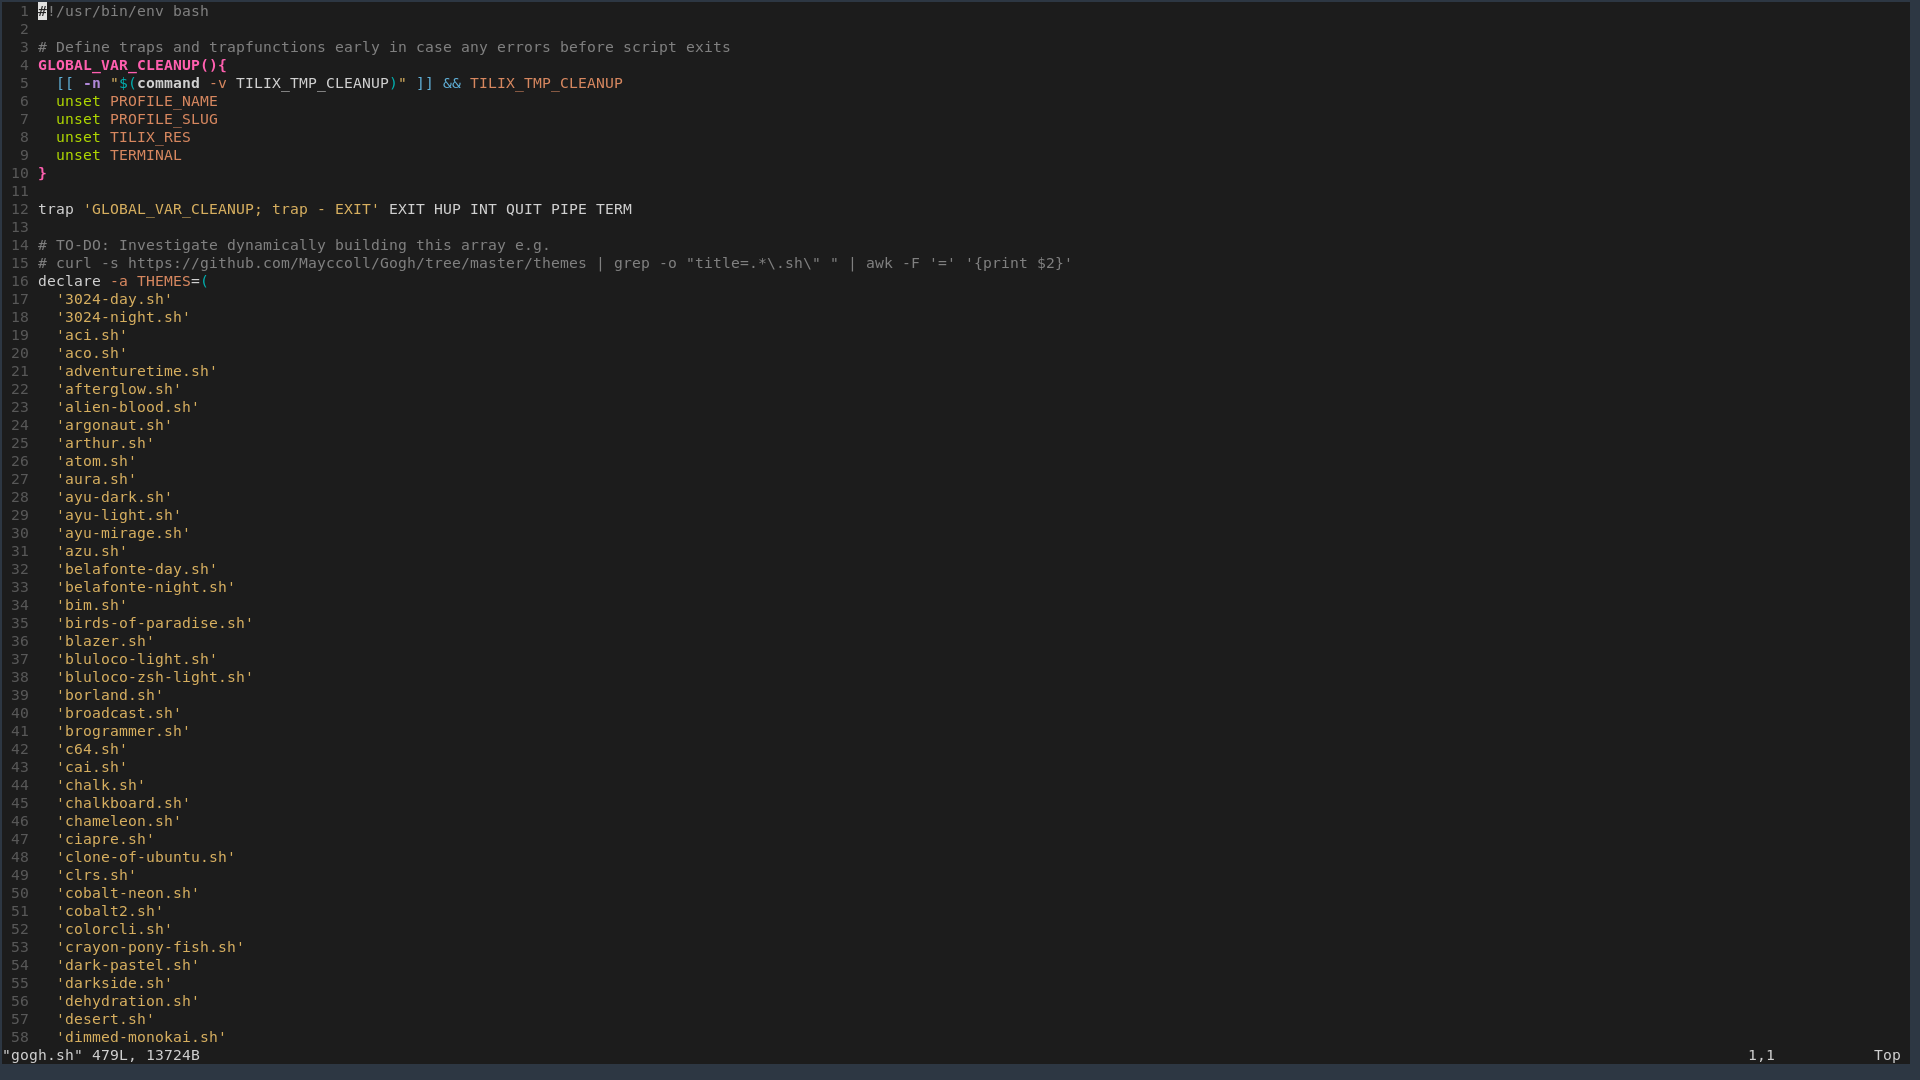 1 #!/usr/bin/env bash
2
3 # Define traps and trapfunctions early in case any errors before script exits
4 GLOBAL_VAR_CLEANUP(){
5   [[ -n "$(command -v TILIX_TMP_CLEANUP)" ]] && TILIX_TMP_CLEANUP
6   unset PROFILE_NAME
7   unset PROFILE_SLUG
8   unset TILIX_RES
9   unset TERMINAL
10 }
11
12 trap 'GLOBAL_VAR_CLEANUP; trap - EXIT' EXIT HUP INT QUIT PIPE TERM
13
14 # TO-DO: Investigate dynamically building this array e.g.
15 # curl -s https://github.com/Mayccoll/Gogh/tree/master/themes | grep -o "title=.*\.sh\" " | awk -F '=' '{print $2}'
16 declare -a THEMES=(
17   '3024-day.sh'
18   '3024-night.sh'
19   'aci.sh'
20   'aco.sh'
21   'adventuretime.sh'
22   'afterglow.sh'
23   'alien-blood.sh'
24   'argonaut.sh'
25   'arthur.sh'
26   'atom.sh'
27   'aura.sh'
28   'ayu-dark.sh'
29   'ayu-light.sh'
30   'ayu-mirage.sh'
31   'azu.sh'
32   'belafonte-day.sh'
33   'belafonte-night.sh'
34   'bim.sh'
35   'birds-of-paradise.sh'
36   'blazer.sh'
37   'bluloco-light.sh'
38   'bluloco-zsh-light.sh'
39   'borland.sh'
40   'broadcast.sh'
41   'brogrammer.sh'
42   'c64.sh'
43   'cai.sh'
44   'chalk.sh'
45   'chalkboard.sh'
46   'chameleon.sh'
47   'ciapre.sh'
48   'clone-of-ubuntu.sh'
49   'clrs.sh'
50   'cobalt-neon.sh'
51   'cobalt2.sh'
52   'colorcli.sh'
53   'crayon-pony-fish.sh'
54   'dark-pastel.sh'
55   'darkside.sh'
56   'dehydration.sh'
57   'desert.sh'
58   'dimmed-monokai.sh'
"gogh.sh" 479L, 13724B 1,1 Top